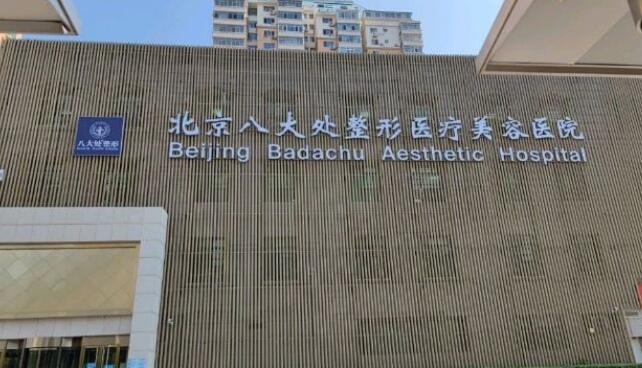 北京八大处整形医疗美容医院
Beijing Badachu Aesthetic Hospital
八大处整形